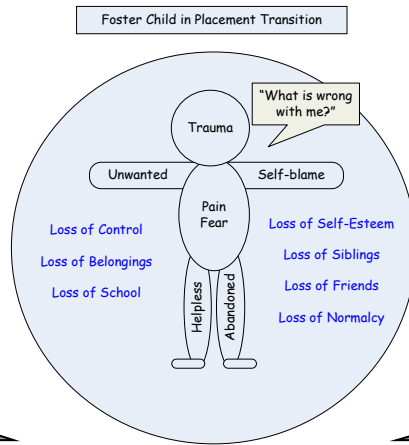 Foster Child in Placement Transition
“What is wrong
with me?”
Trauma
Unwanted
Self-blame
Pain
Fear
Loss of Control
Loss of Belongings
Loss of School
Helpless
Abandoned
Loss of Self-Esteem
Loss of Siblings
Loss of Friends
Loss of Normalcy